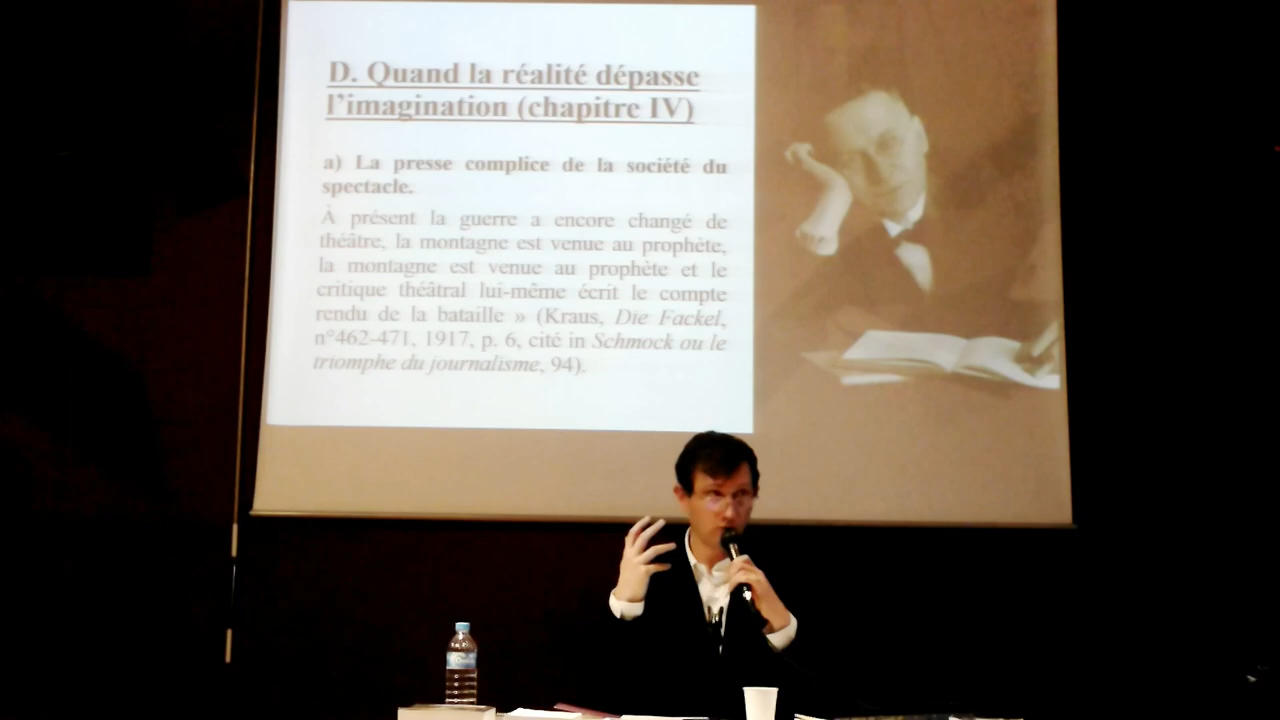 D. Quand la réalité dépasse
l'imagination (chapitre IV)
a) La presse complice de la société du
spectacle.
À présent la guerre a encore changé de
théâtre, la montagne est venue au prophète,
la montagne est venue au prophète et le
critique théâtral lui-même écrit le compte
rendu de la bataille » (Kraus, Die Fackel,
n°462-471, 1917, p. 6, cité in Schmock ou le
triomphe du journalisme, 94).